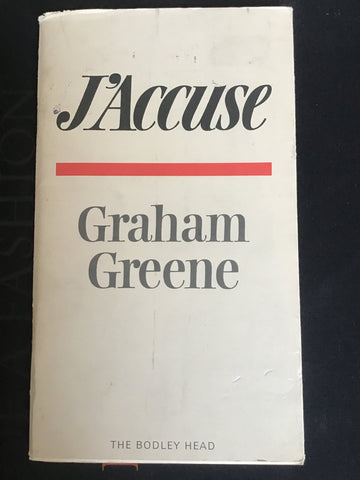 J'Accuse
Graham
Greene
THE BODLEY HEAD